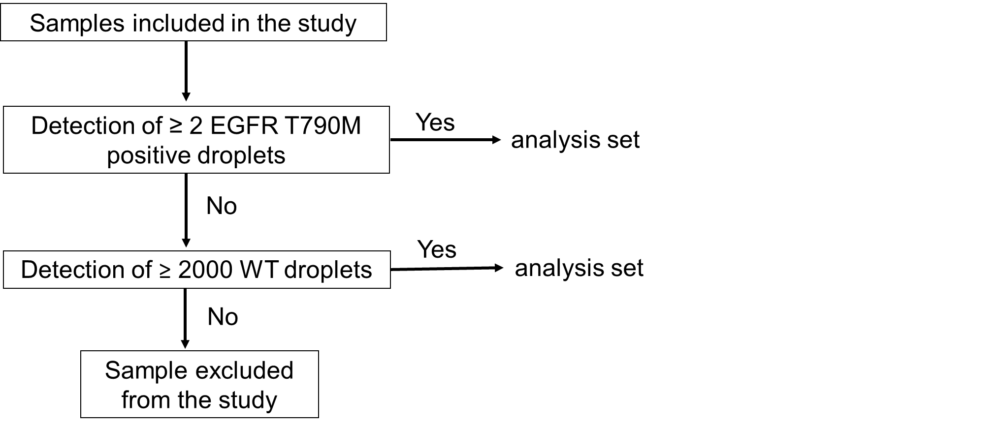 Samples included in the study
Detection of ≥ 2 EGFR T790M
positive droplets
Yes
analysis set
No
Detection of ≥ 2000 WT droplets
Yes
analysis set
No
Sample excluded
from the study